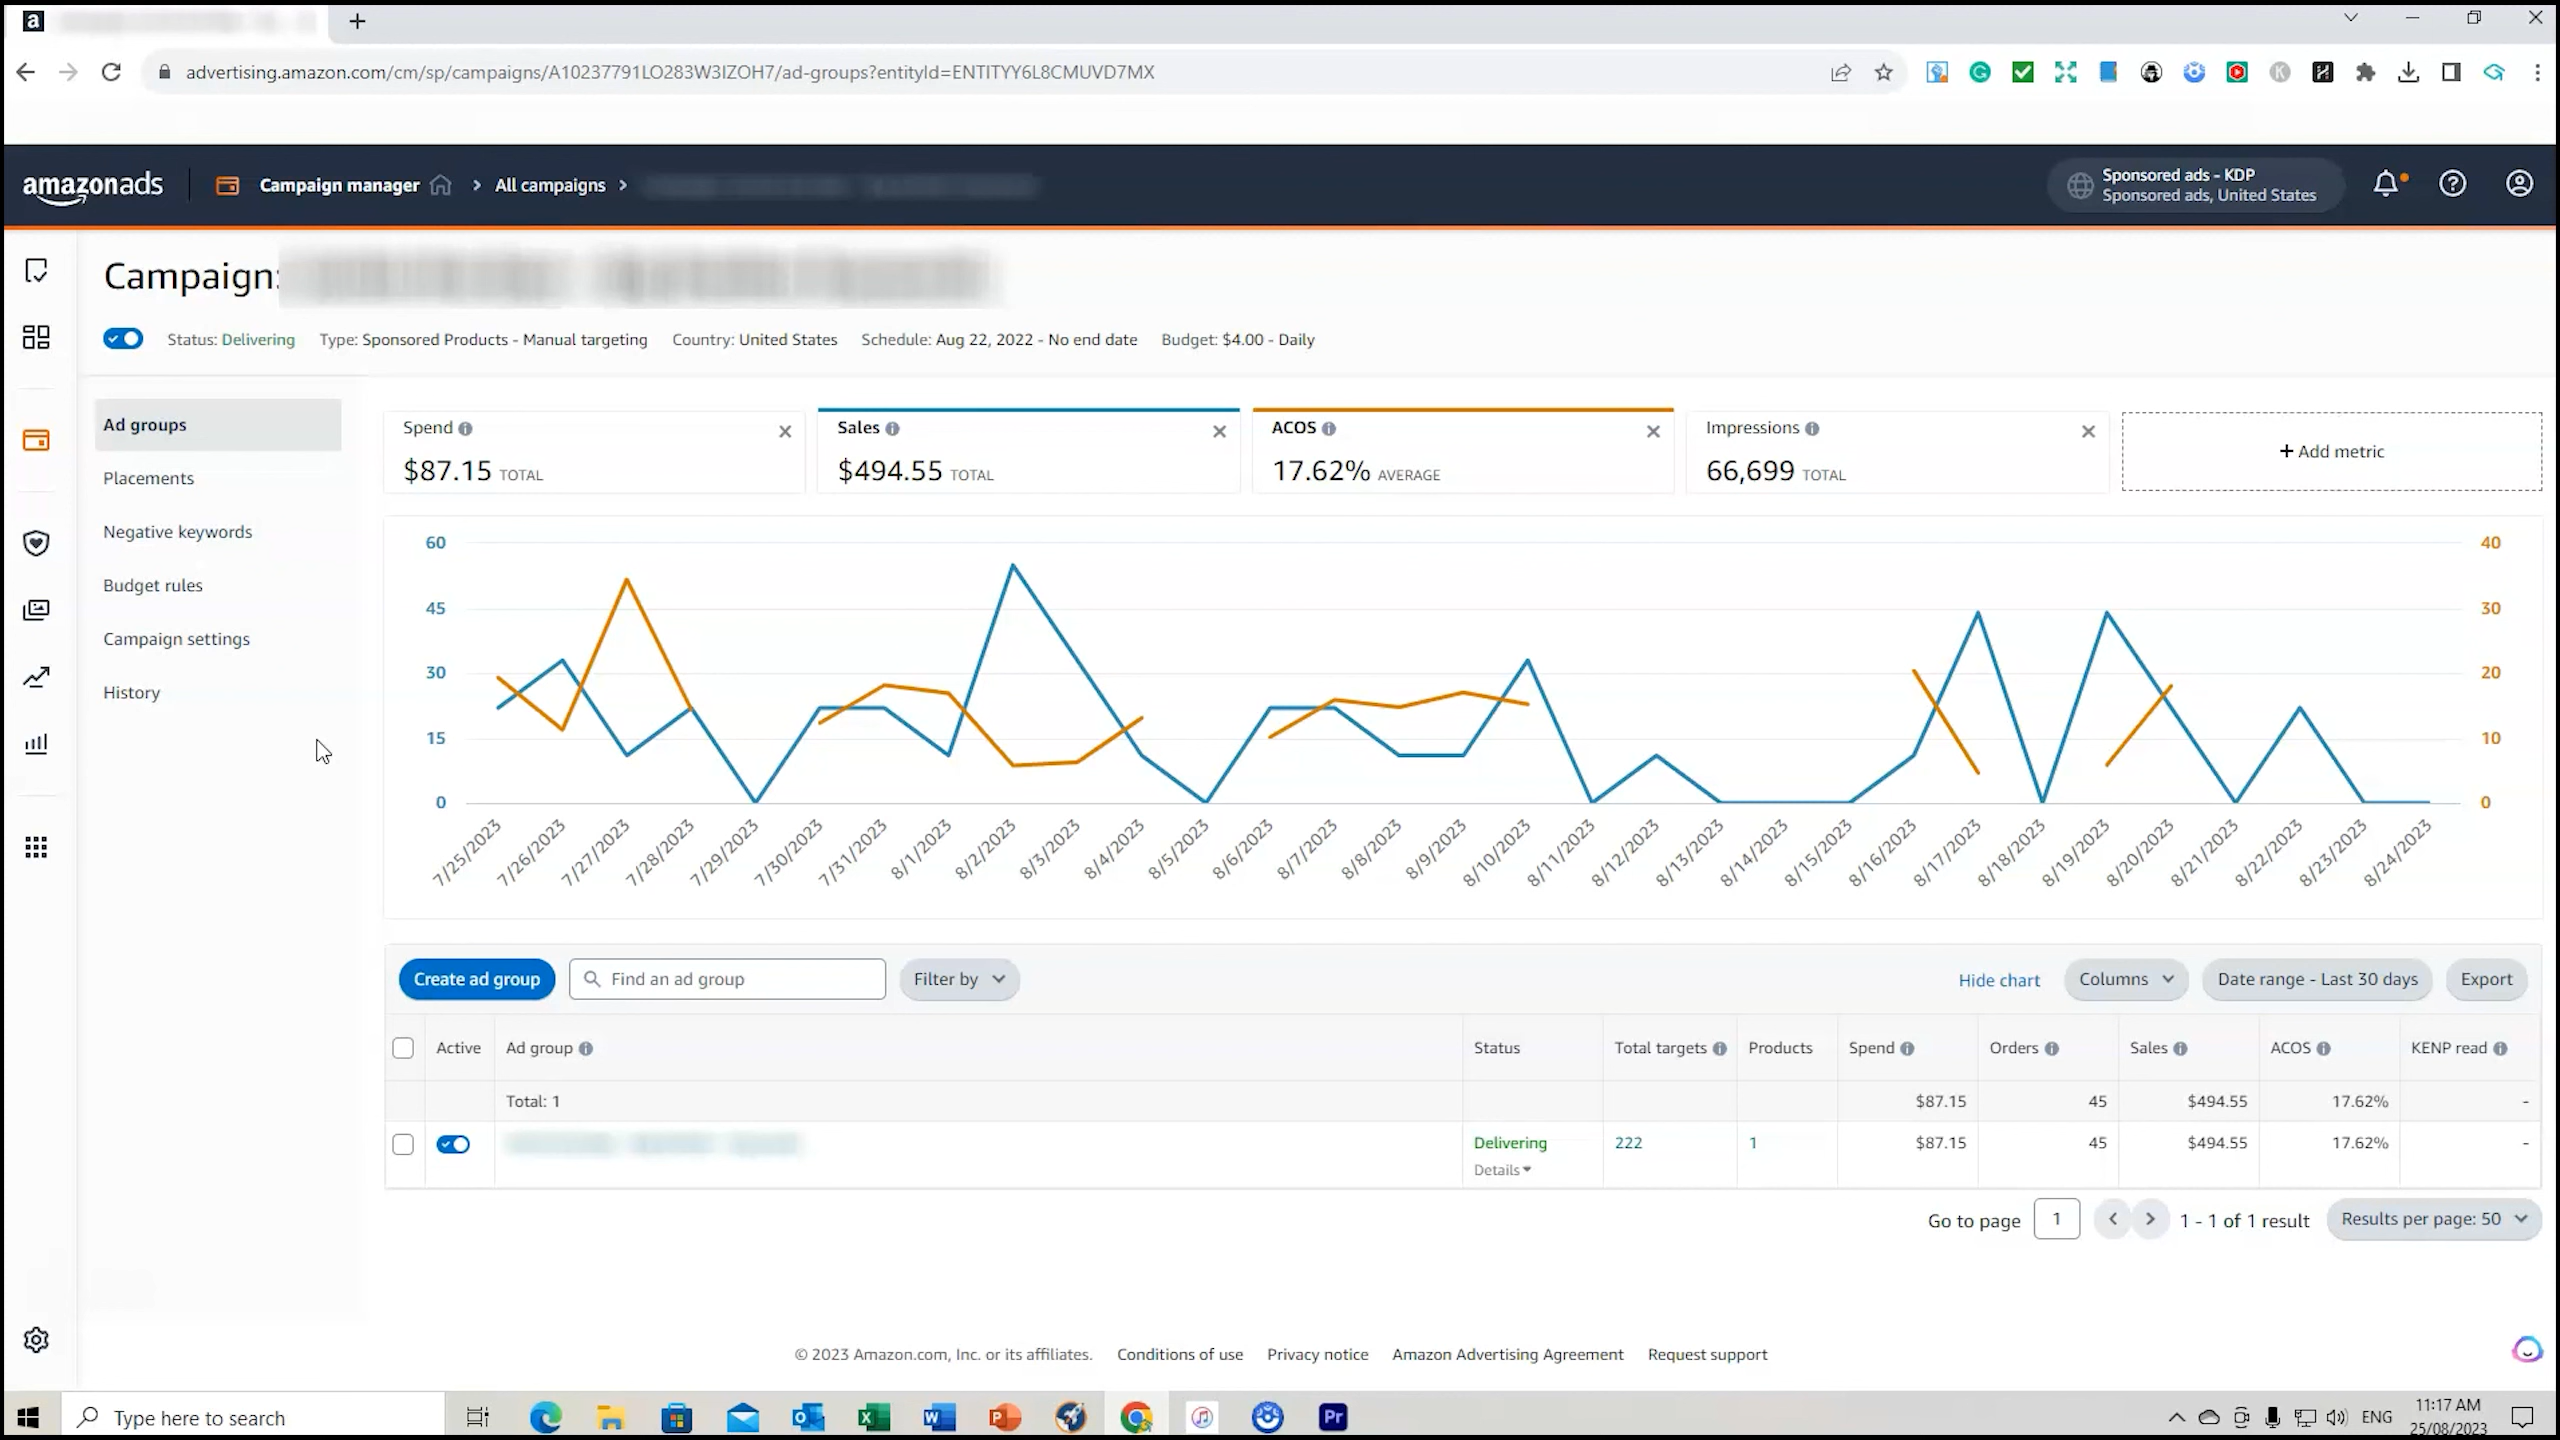 advertising.amazon.com/cm/sp/campaigns/A10237791LO283W3IZOH7/ad-groups?entityId=ENTITYY6L8CMUVD7MX
amazonads
Campaign manager
All campaigns
Sponsored ads - KDP
Sponsored ads, United States
Campaign:
Status: Delivering Type: Sponsored Products - Manual targeting Country: United States Schedule: Aug 22, 2022 - No end date Budget: $4.00 - Daily
Ad groups
Placements
Negative keywords
Budget rules
Campaign settings
History
Spend
$87.15 TOTAL
Sales
$494.55 TOTAL
ACOS
17.62% AVERAGE
Impressions
66,699 TOTAL
+ Add metric
60
45
30
15
0
40
30
20
10
0
7/25/2023
7/26/2023
7/27/2023
7/28/2023
7/29/2023
7/30/2023
7/31/2023
8/1/2023
8/2/2023
8/3/2023
8/4/2023
8/5/2023
8/6/2023
8/7/2023
8/8/2023
8/9/2023
8/10/2023
8/11/2023
8/12/2023
8/13/2023
8/14/2023
8/15/2023
8/16/2023
8/17/2023
8/18/2023
8/19/2023
8/20/2023
8/21/2023
8/22/2023
8/23/2023
8/24/2023
Create ad group
Find an ad group
Filter by
Hide chart
Columns
Date range - Last 30 days
Export
Active Ad group Status Total targets Products Spend Orders Sales ACOS KENP read
Total: 1 $87.15 45 $494.55 17.62% -
Delivering 222 1 $87.15 45 $494.55 17.62% -
Details
Go to page 1 1 - 1 of 1 result Results per page: 50
© 2023 Amazon.com, Inc. or its affiliates. Conditions of use Privacy notice Amazon Advertising Agreement Request support
Type here to search
ENG
11:17 AM
25/08/2023